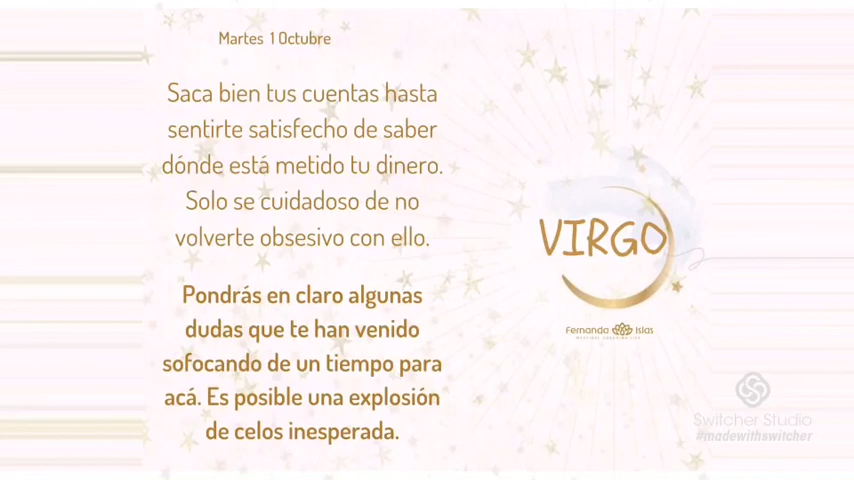 Martes 1 Octubre
Saca bien tus cuentas hasta
sentirte satisfecho de saber
dónde está metido tu dinero.
Solo se cuidadoso de no
volverte obsesivo con ello.
Pondrás en claro algunas
dudas que te han venido
sofocando de un tiempo para
acá. Es posible una explosión
de celos inesperada.
VIRGO
Fernanda Islas
Switcher Studio
#madewithswitcher